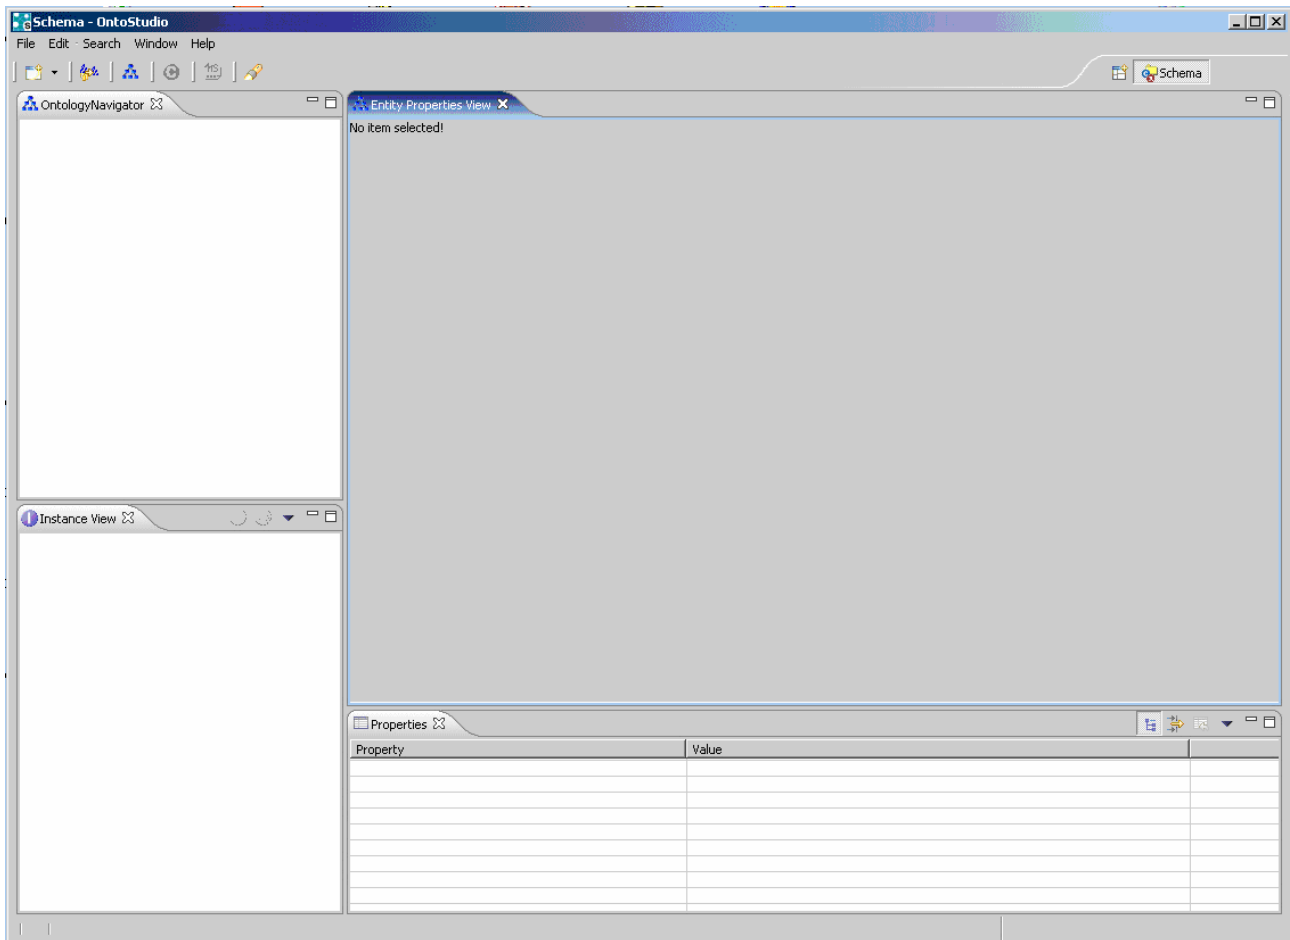 Schema - OntoStudio
File Edit Search Window Help
Schema
OntologyNavigator
Entity Properties View
No item selected!
Instance View
Properties
Property Value